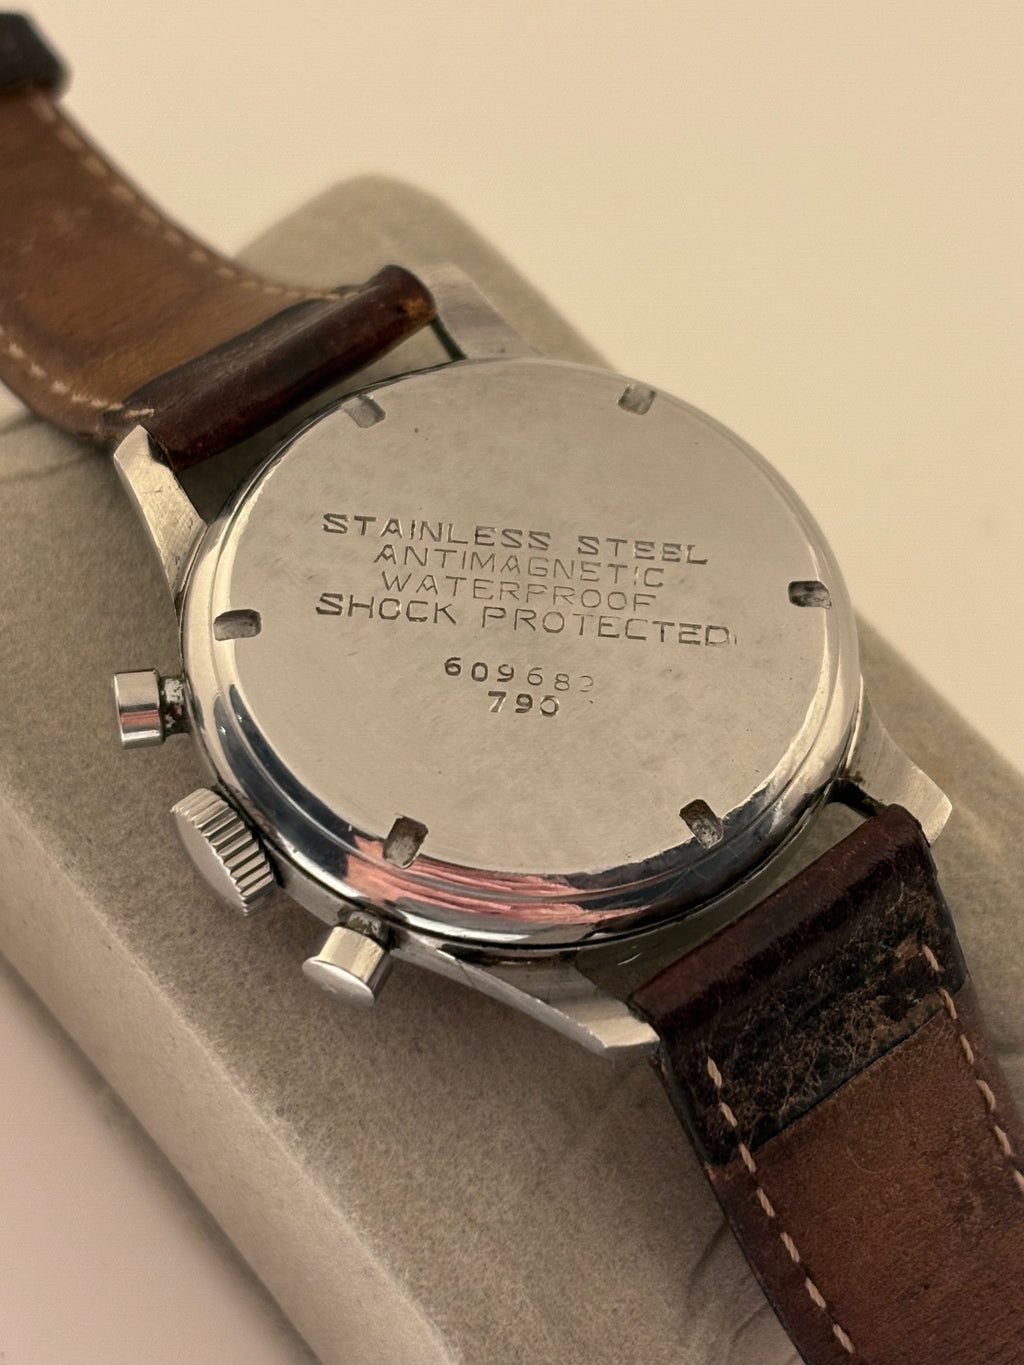 STAINLESS STEEL
ANTIMAGNETIC
WATERPROOF
SHOCK PROTECTED
790